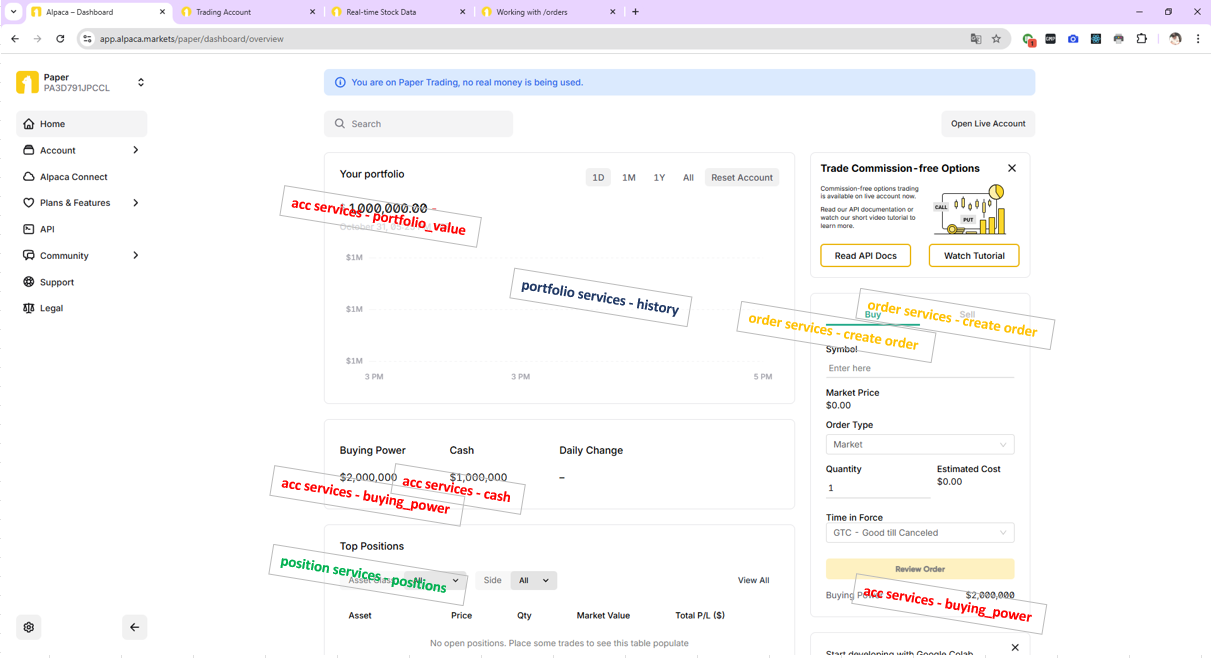 Alpaca – Dashboard
Trading Account
Real-time Stock Data
Working with /orders
app.alpaca.markets/paper/dashboard/overview
1
Paper
PA3D791JPCCL
Home
Account
Alpaca Connect
Plans & Features
API
Community
Support
Legal
You are on Paper Trading, no real money is being used.
Search
Open Live Account
Your portfolio
1D 1M 1Y All Reset Account
1,000,000.00 –
acc services - portfolio_value
October 31,
$1M
$1M
$1M
portfolio services - history
3 PM 3 PM 5 PM
Trade Commission-free Options
Commission-free options trading
is available on live account now.
Read our API documentation or
watch our short video tutorial to
learn more.
CALL
PUT
Read API Docs
Watch Tutorial
order services - create order
Buy
Sell
order services - create order
Symbol
Enter here
Market Price
$0.00
Order Type
Market
Quantity
1
Estimated Cost
$0.00
Time in Force
GTC - Good till Canceled
Review Order
Buying Power
$2,000,000
acc services - buying_power
Buying Power Cash Daily Change
$2,000,000 $1,000,000 –
acc services - buying_power
acc services - cash
Top Positions
position services - positions
Asset Class All
Side All
View All
Asset Price Qty Market Value Total P/L ($)
No open positions. Place some trades to see this table populate
Start developing with Google Colab